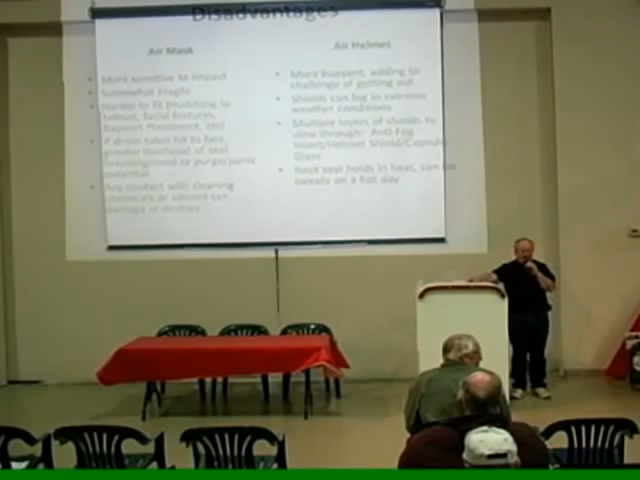 Disadvantages
Air Mask
• More sensitive to impact
• Somewhat Fragile
• Harder to fit (matching to
helmet, facial features,
Bayonet Placement, etc)
• If driver takes hit to face,
greater likelihood of seal
breaking/need to purge/panic
potential
• Any contact with cleaning
chemicals or solvent can
damage or destroy
Air Helmet
• More buoyant, adding to
challenge of getting out
• Shields can fog in extreme
weather conditions
• Multiple layers of shields to
view through: Anti-Fog
Insert/Helmet Shield/Capsule
Glass
• Neck seal holds in heat, can be
sweaty on a hot day